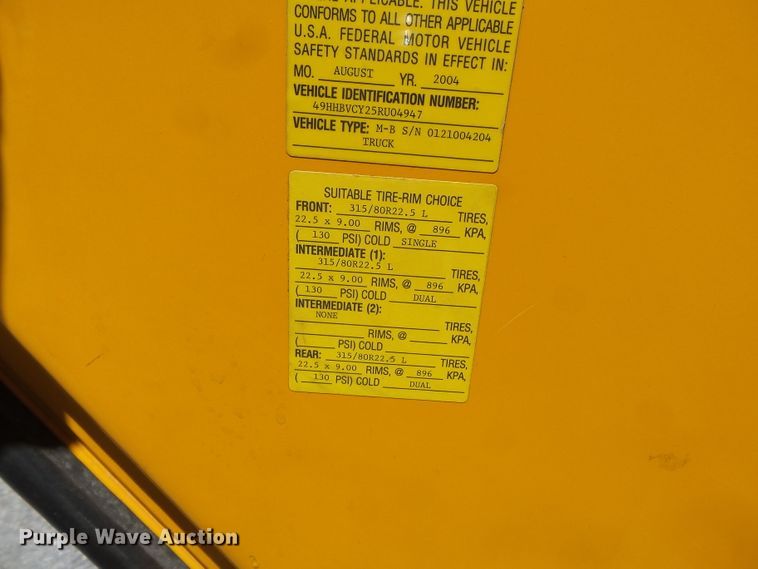 APPLICABLE. THIS VEHICLE
CONFORMS TO ALL OTHER APPLICABLE
U.S.A. FEDERAL MOTOR VEHICLE
SAFETY STANDARDS IN EFFECT IN:
MO. AUGUST YR. 2004
VEHICLE IDENTIFICATION NUMBER:
49HHBVCY25RU04947
VEHICLE TYPE: M-B S/N 0121004204
TRUCK
SUITABLE TIRE-RIM CHOICE
FRONT: 315/80R22.5 L TIRES,
22.5 x 9.00 RIMS, @ 896 KPA,
( 130 PSI) COLD SINGLE
INTERMEDIATE (1):
315/80R22.5 L TIRES,
22.5 x 9.00 RIMS, @ 896 KPA,
( 130 PSI) COLD DUAL
INTERMEDIATE (2):
NONE TIRES,
RIMS, @ KPA,
( PSI) COLD
REAR: 315/80R22.5 L TIRES,
22.5 x 9.00 RIMS, @ 896 KPA,
( 130 PSI) COLD DUAL
Purple Wave Auction